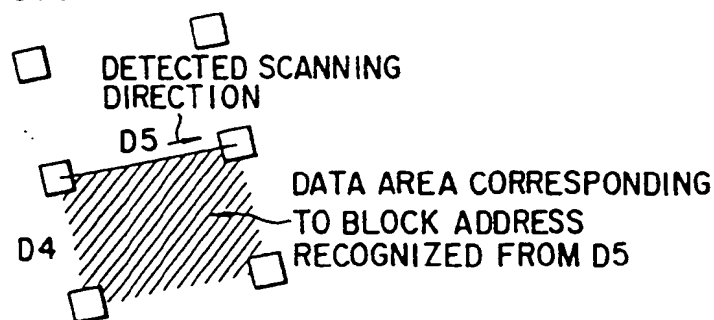 DETECTED SCANNING
DIRECTION
D5
DATA AREA CORRESPONDING
TO BLOCK ADDRESS
D4
RECOGNIZED FROM D5